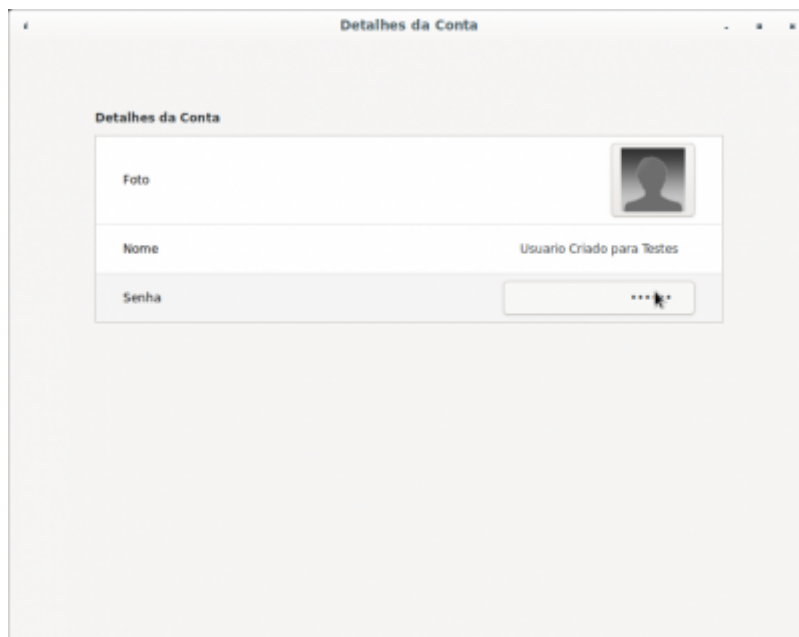 Detalhes da Conta
Detalhes da Conta
Foto
Nome Usuario Criado para Testes
Senha